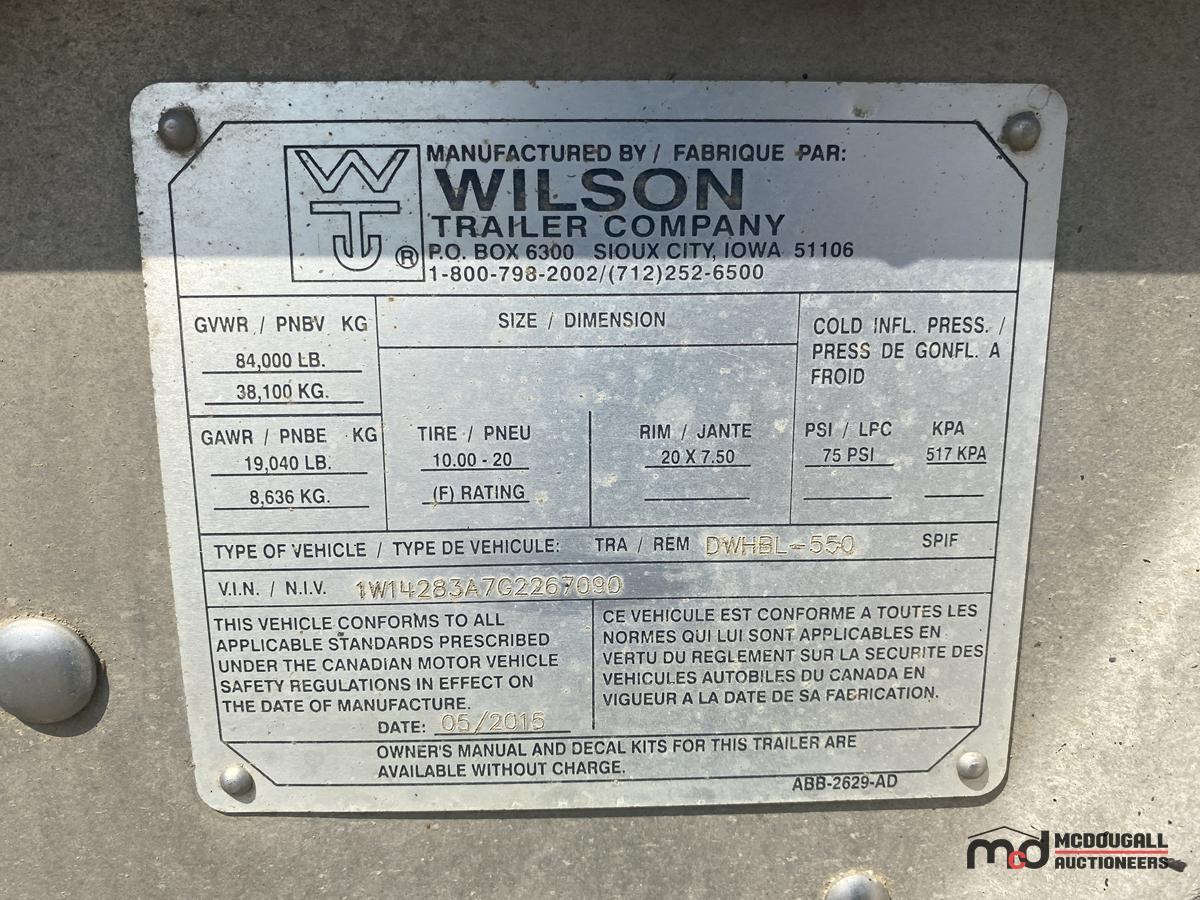 MANUFACTURED BY / FABRIQUE PAR:
WILSON
TRAILER COMPANY
P.O. BOX 6300 SIOUX CITY, IOWA 51106
1-800-798-2002/(712)252-6500
WT ®
GVWR / PNBV KG
84,000 LB.
38,100 KG.
GAWR / PNBE KG
19,040 LB.
8,636 KG.
SIZE / DIMENSION
TIRE / PNEU
10.00 - 20
(F) RATING
RIM / JANTE
20 X 7.50
COLD INFL. PRESS. /
PRESS DE GONFL. A
FROID
PSI / LPC KPA
75 PSI 517 KPA
TYPE OF VEHICLE / TYPE DE VEHICULE: TRA / REM DWHBL-550 SPIF
V.I.N. / N.I.V. 1W14283A7G2267090
THIS VEHICLE CONFORMS TO ALL
APPLICABLE STANDARDS PRESCRIBED
UNDER THE CANADIAN MOTOR VEHICLE
SAFETY REGULATIONS IN EFFECT ON
THE DATE OF MANUFACTURE.
DATE: 05/2015
CE VEHICULE EST CONFORME A TOUTES LES
NORMES QUI LUI SONT APPLICABLES EN
VERTU DU REGLEMENT SUR LA SECURITE DES
VEHICULES AUTOBILES DU CANADA EN
VIGUEUR A LA DATE DE SA FABRICATION.
OWNER'S MANUAL AND DECAL KITS FOR THIS TRAILER ARE
AVAILABLE WITHOUT CHARGE.
ABB-2629-AD
mcd MCDOUGALL
AUCTIONEERS